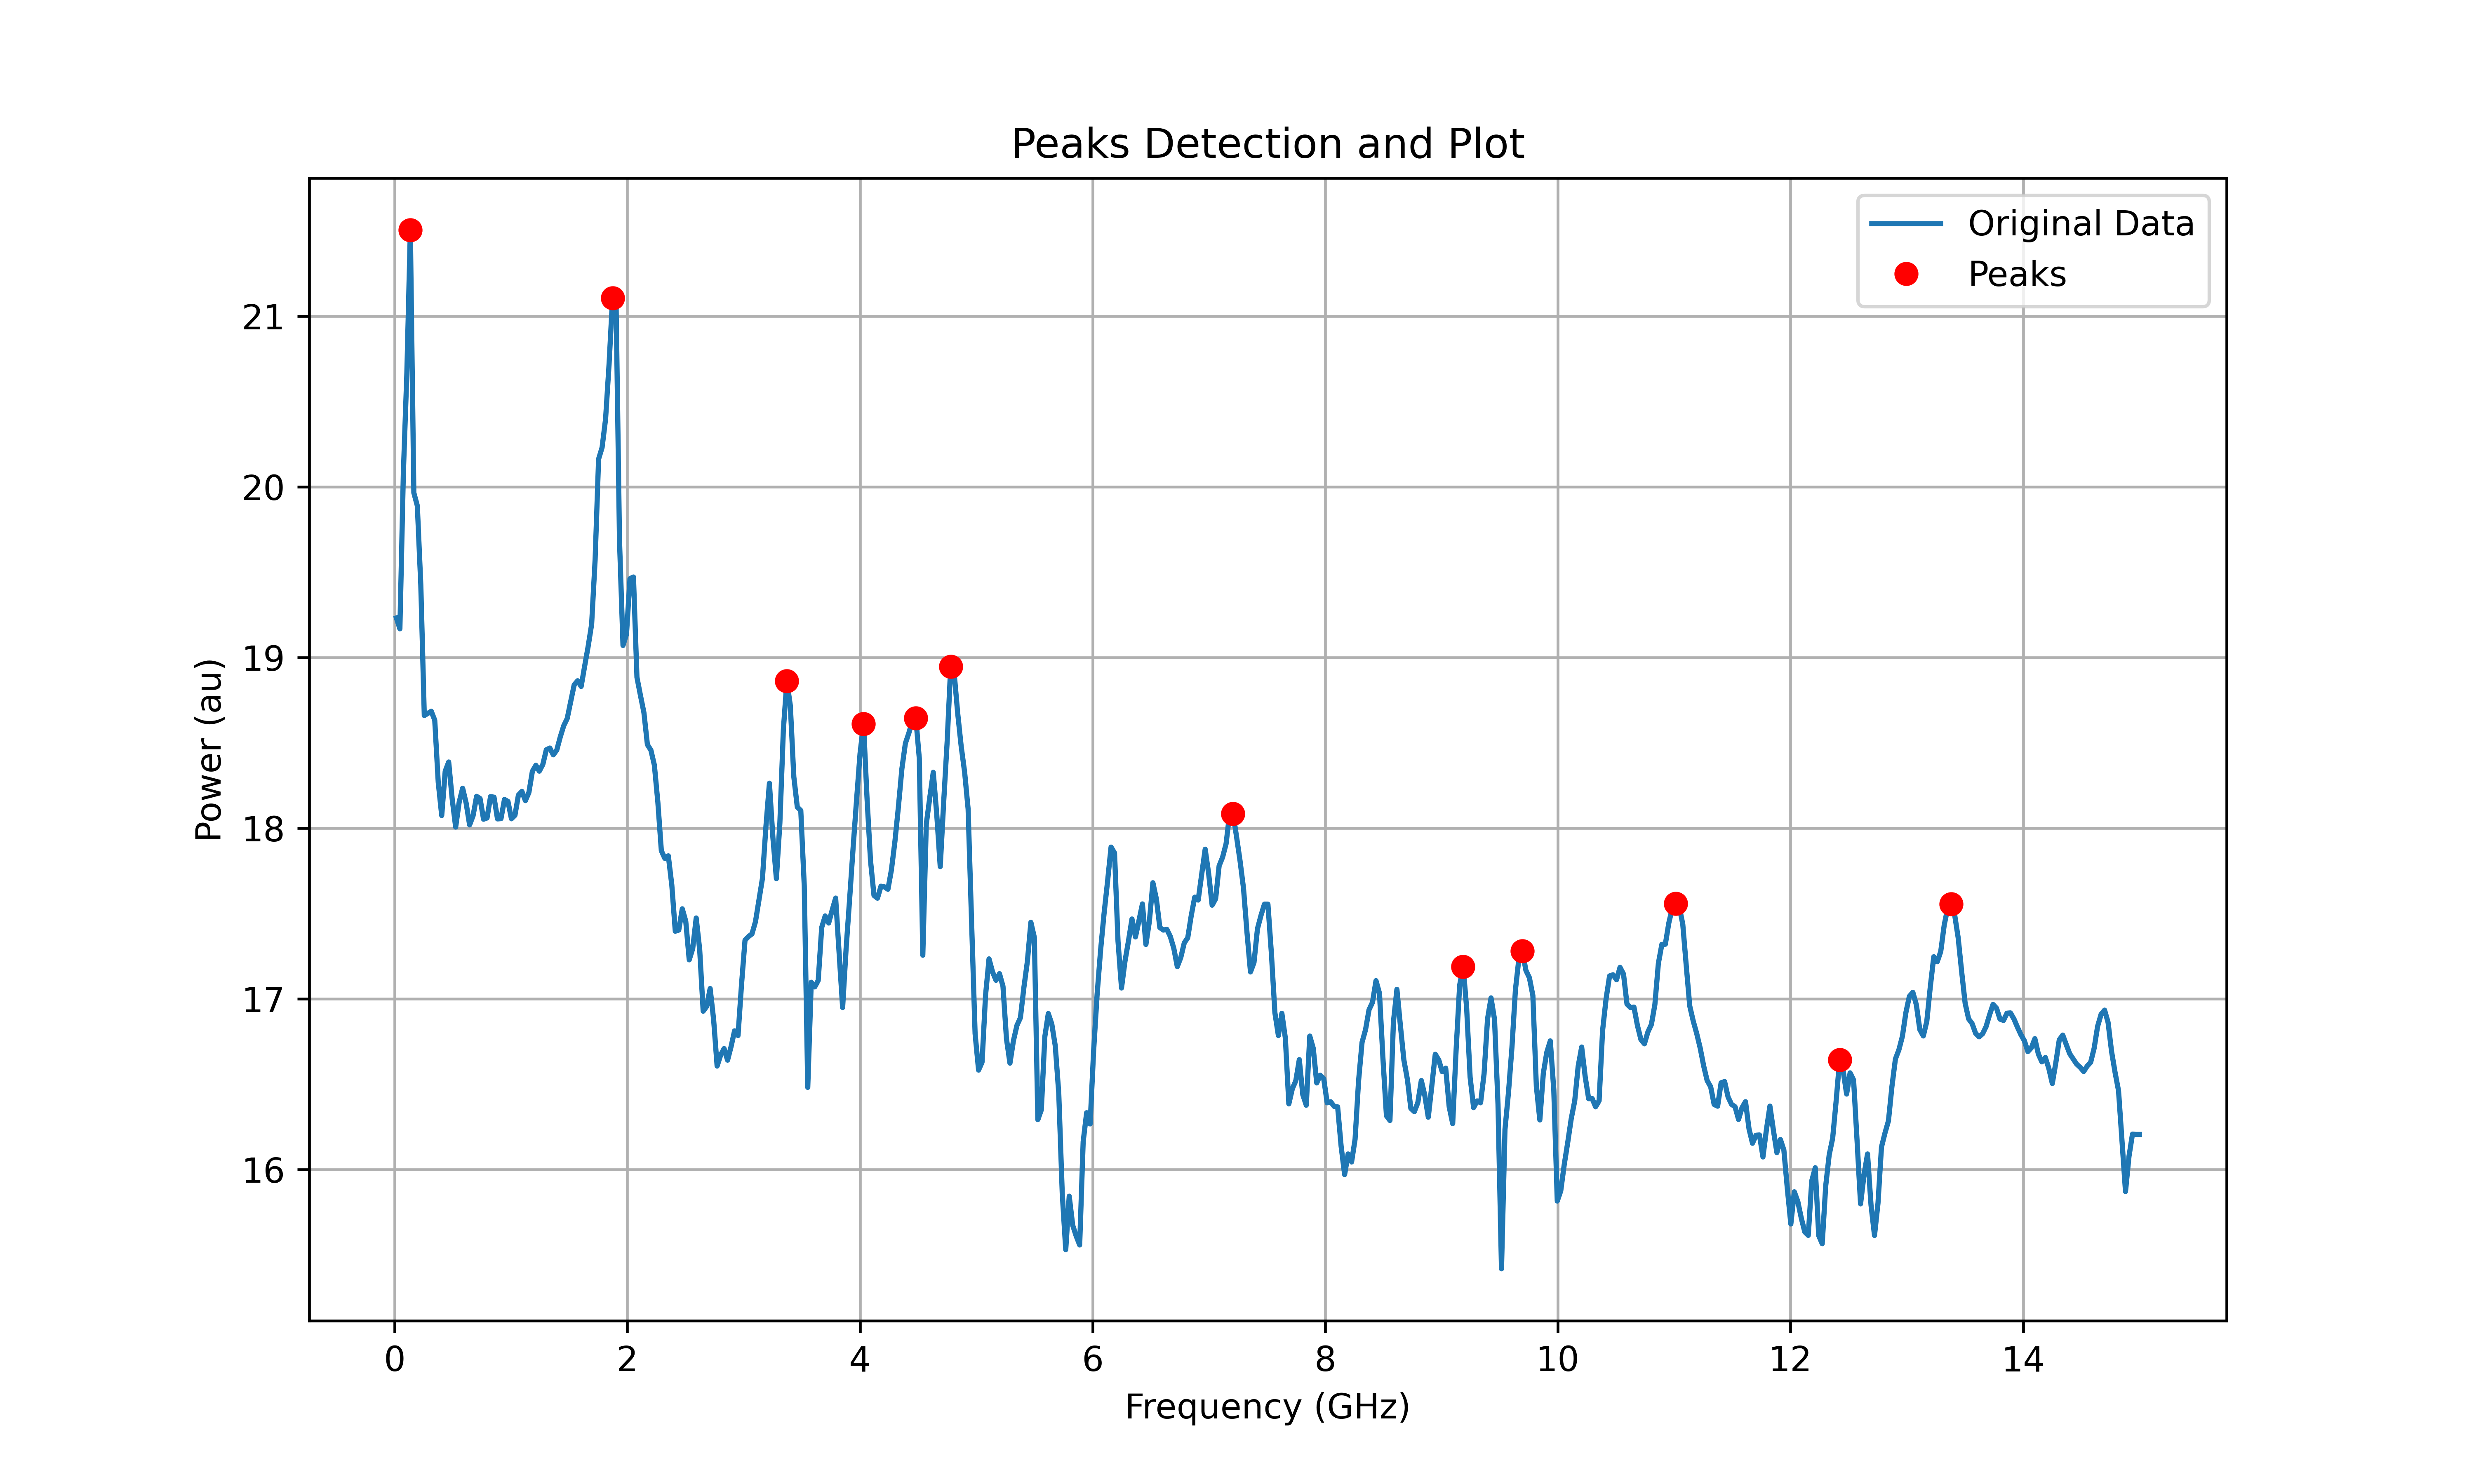 Peaks Detection and Plot
Original Data
Peaks
21
20
19
18
17
16
Power (au)
0 2 4 6 8 10 12 14
Frequency (GHz)